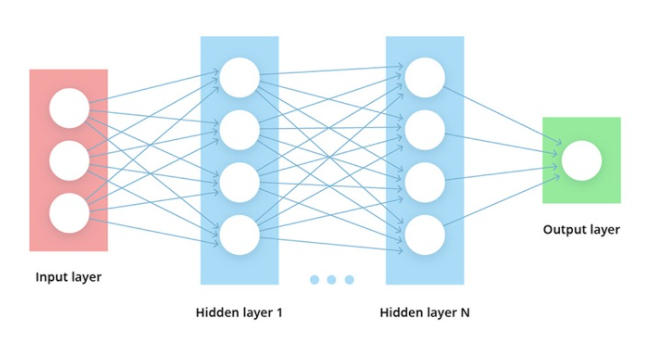 Input layer
Hidden layer 1
Hidden layer N
Output layer